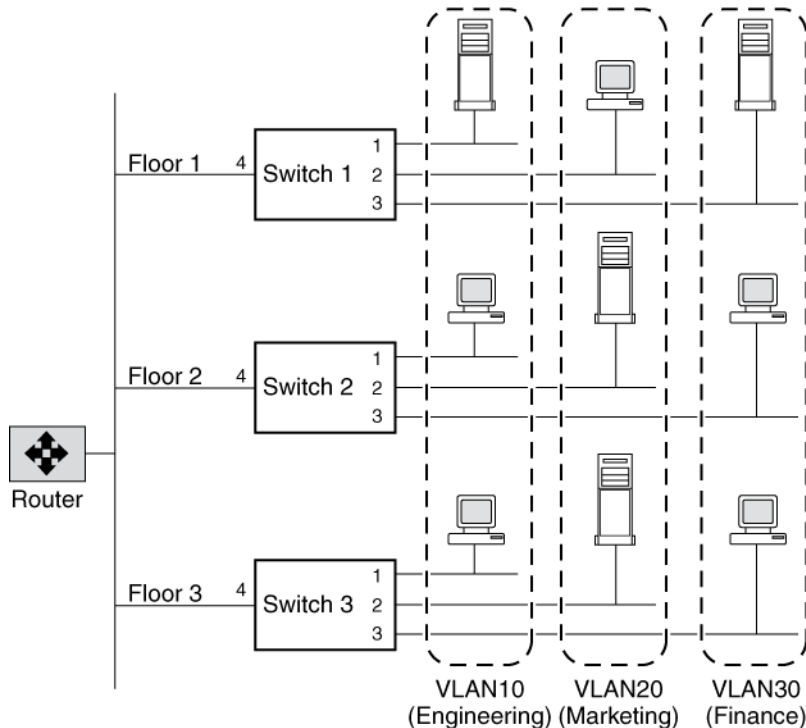 1
Floor 1 4 Switch 1 2
3
1
Floor 2 4 Switch 2 2
3
Router
1
Floor 3 4 Switch 3 2
3
VLAN10 VLAN20 VLAN30
(Engineering) (Marketing) (Finance)